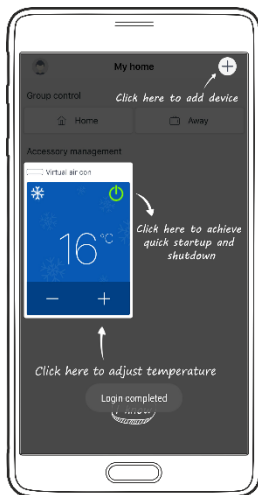 My home
+
Click here to add device
Group control
Home
Away
Accessory management
Virtual air con
16°C
Click here to achieve
quick startup and
shutdown
− +
Click here to adjust temperature
Login completed